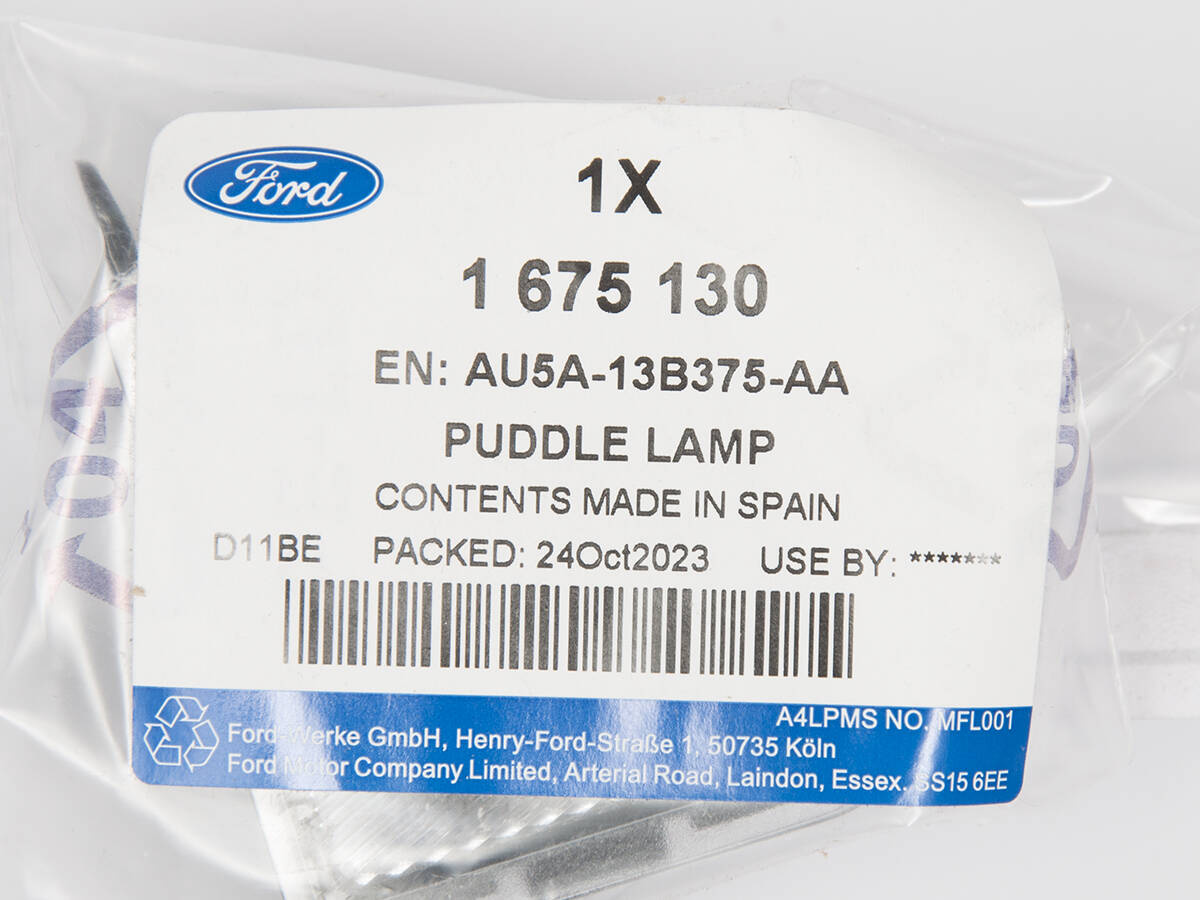 Ford
1X
1 675 130
EN: AU5A-13B375-AA
PUDDLE LAMP
CONTENTS MADE IN SPAIN
D11BE PACKED: 24Oct2023 USE BY: *******
A4LPMS NO. MFL001
Ford-Werke GmbH, Henry-Ford-Straße 1, 50735 Köln
Ford Motor Company Limited, Arterial Road, Laindon, Essex. SS15 6EE